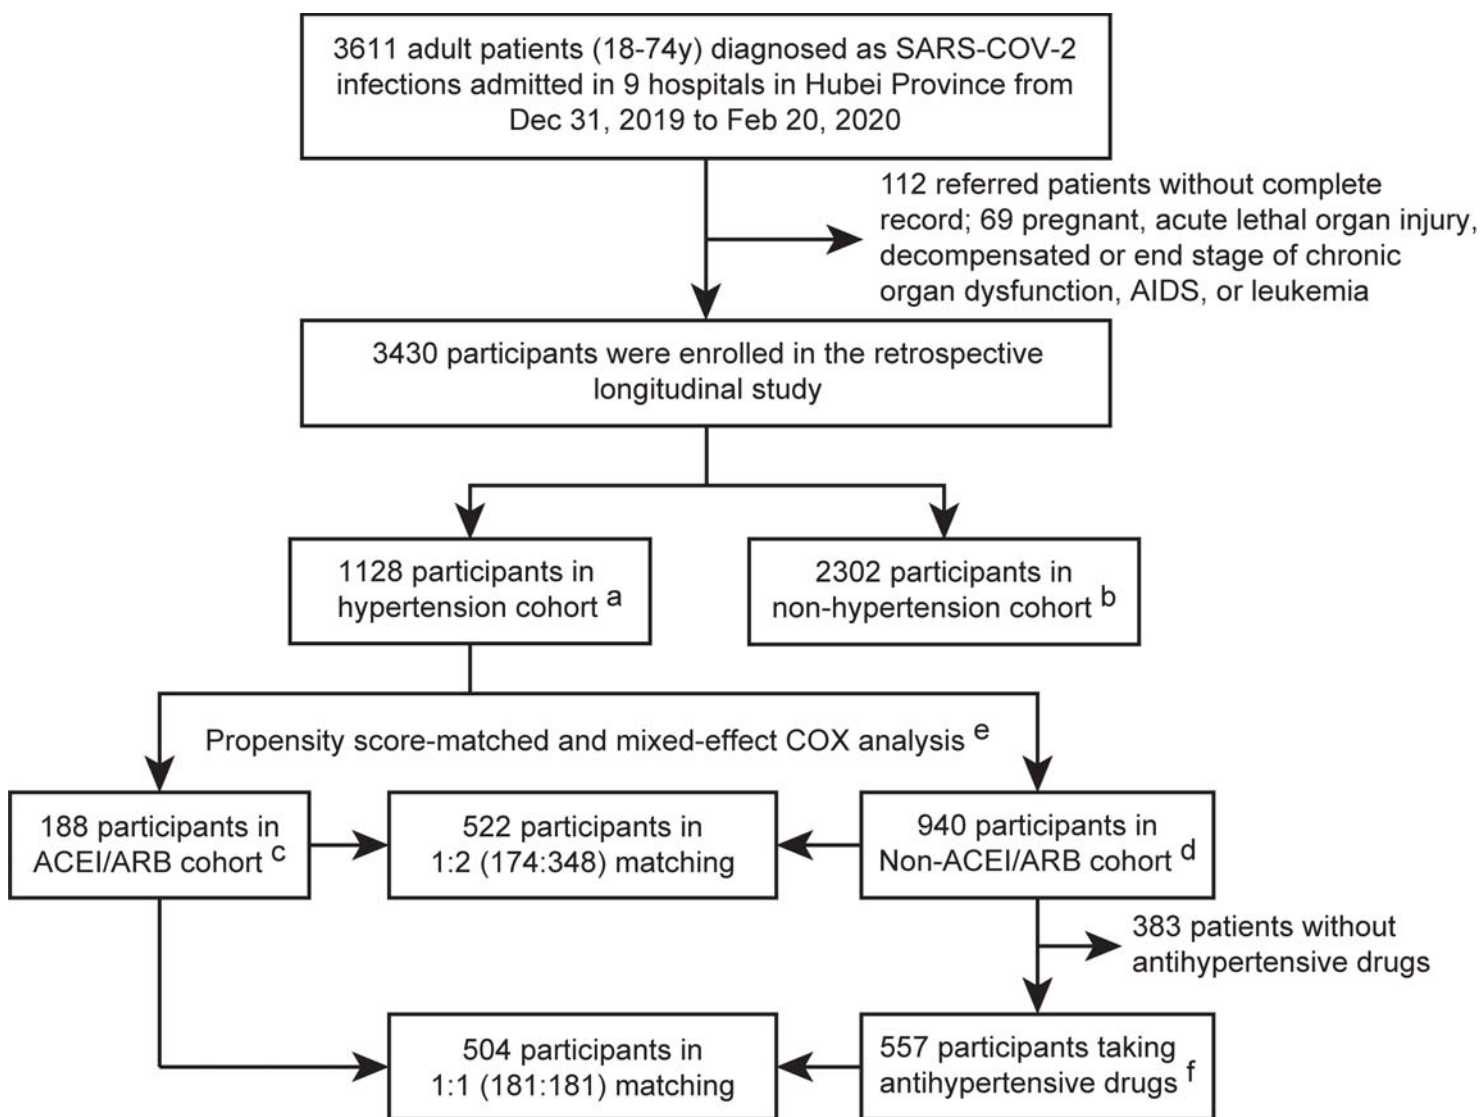 3611 adult patients (18-74y) diagnosed as SARS-COV-2
infections admitted in 9 hospitals in Hubei Province from
Dec 31, 2019 to Feb 20, 2020
112 referred patients without complete
record; 69 pregnant, acute lethal organ injury,
decompensated or end stage of chronic
organ dysfunction, AIDS, or leukemia
3430 participants were enrolled in the retrospective
longitudinal study
1128 participants in
hypertension cohort a
2302 participants in
non-hypertension cohort b
Propensity score-matched and mixed-effect COX analysis e
188 participants in
ACEI/ARB cohort c
522 participants in
1:2 (174:348) matching
940 participants in
Non-ACEI/ARB cohort d
383 patients without
antihypertensive drugs
504 participants in
1:1 (181:181) matching
557 participants taking
antihypertensive drugs f